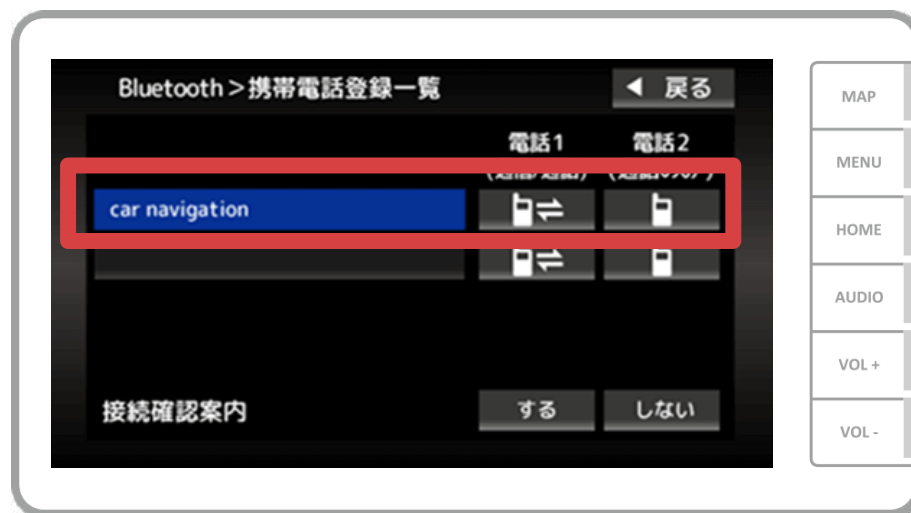 Bluetooth＞携帯電話登録一覧
◀ 戻る
電話1 電話2
car navigation
接続確認案内 する しない
MAP
MENU
HOME
AUDIO
VOL +
VOL -